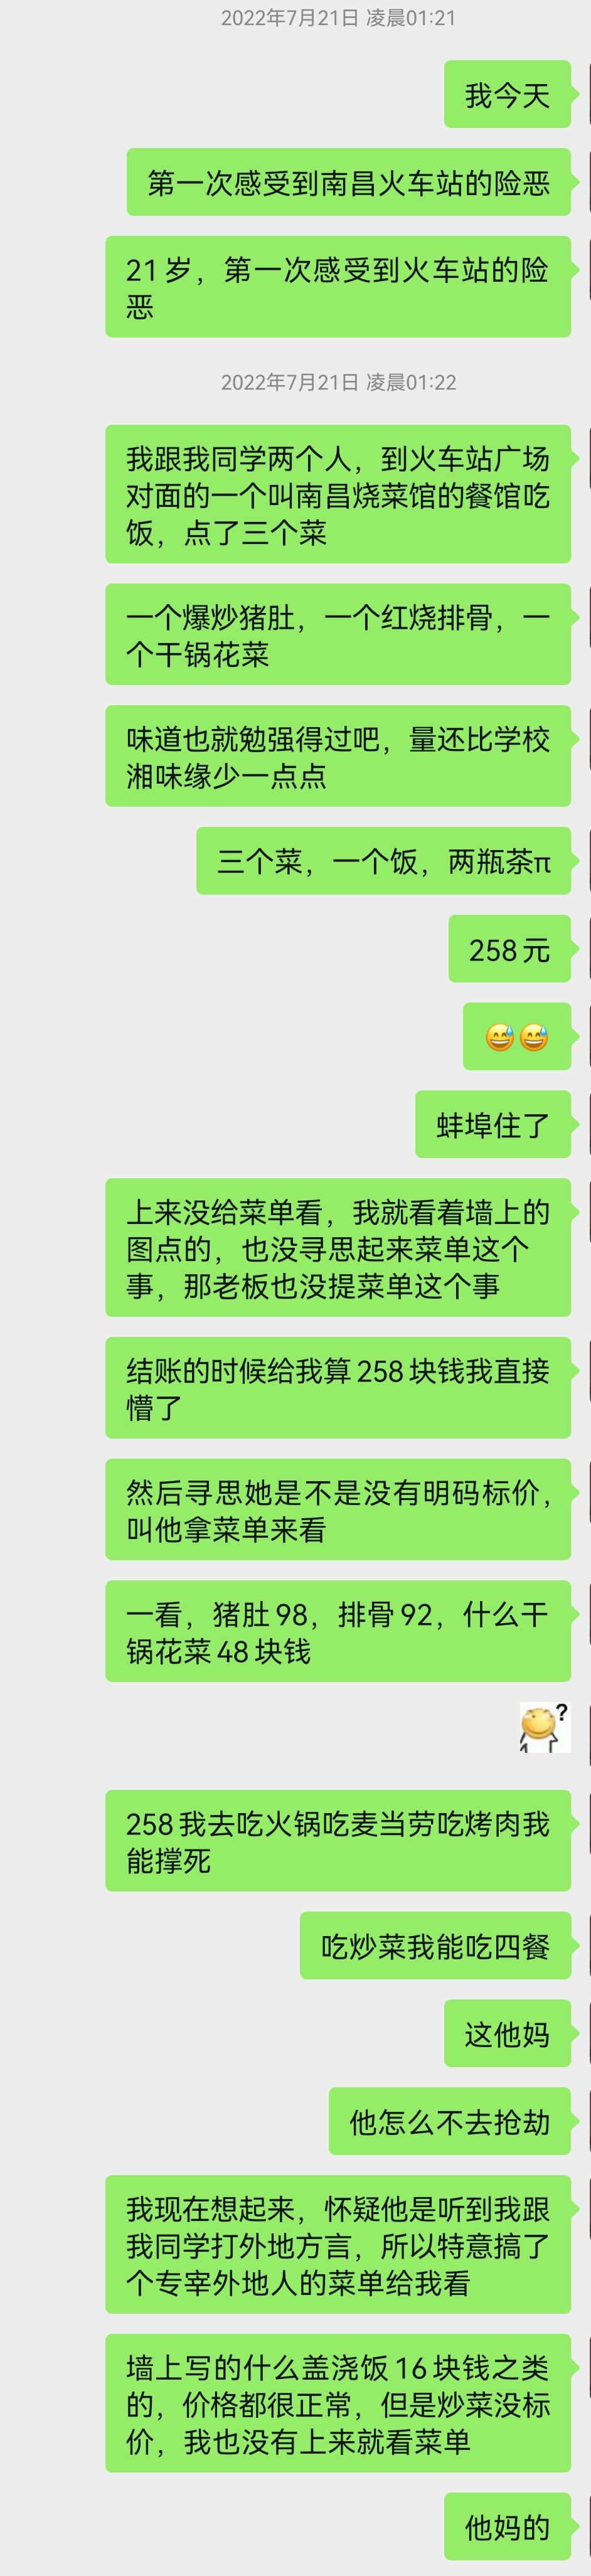 2022年7月21日 凌晨01:21
我今天
第一次感受到南昌火车站的险恶
21岁，第一次感受到火车站的险
恶
2022年7月21日 凌晨01:22
我跟我同学两个人，到火车站广场
对面的一个叫南昌烧菜馆的餐馆吃
饭，点了三个菜
一个爆炒猪肚，一个红烧排骨，一
个干锅花菜
味道也就勉强得过吧，量还比学校
湘味缘少一点点
三个菜，一个饭，两瓶茶π
258元
😅😅
蚌埠住了
上来没给菜单看，我就看着墙上的
图点的，也没寻思起来菜单这个
事，那老板也没提菜单这个事
结账的时候给我算258块钱我直接
懵了
然后寻思她是不是没有明码标价，
叫他拿菜单来看
一看，猪肚98，排骨92，什么干
锅花菜48块钱
?
258我去吃火锅吃麦当劳吃烤肉我
能撑死
吃炒菜我能吃四餐
这他妈
他怎么不去抢劫
我现在想起来，怀疑他是听到我跟
我同学打外地方言，所以特意搞了
个专宰外地人的菜单给我看
墙上写的什么盖浇饭16块钱之类
的，价格都很正常，但是炒菜没标
价，我也没有上来就看菜单
他妈的